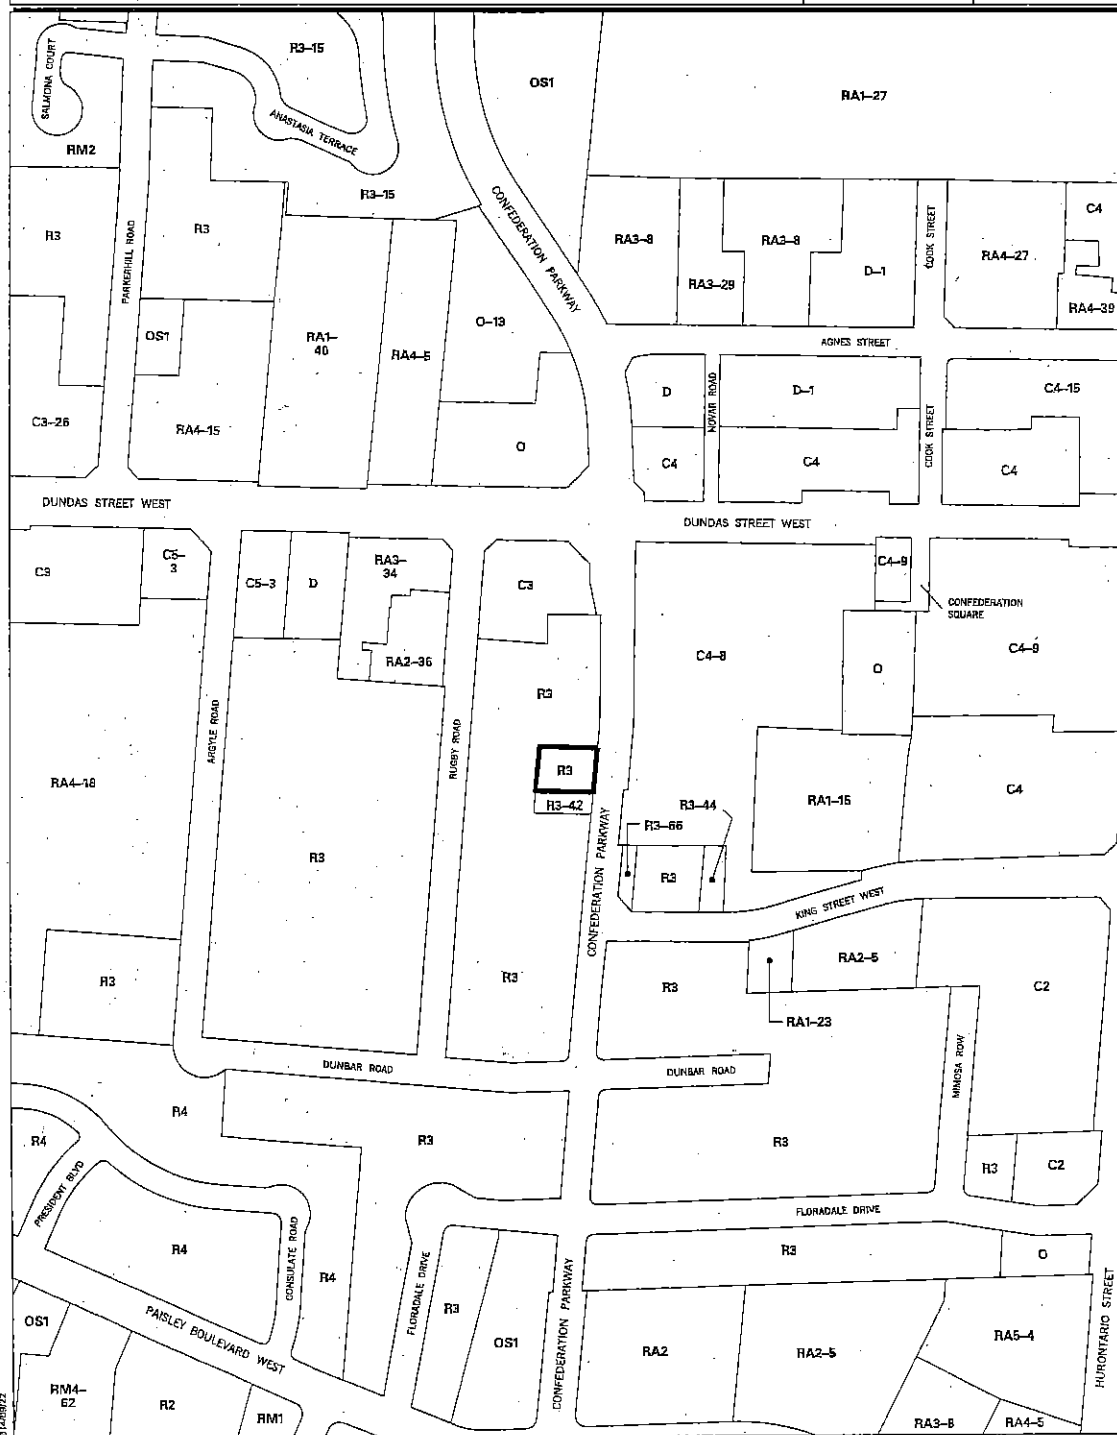 R3-15
OS1
RA1-27
SALMONA COURT
ANASTASIA TERRACE
RM2
R3-15
CONFEDERATION PARKWAY
C4
R3
PARKERHILL ROAD
R3
RA3-8
RA3-8
COOK STREET
RA4-27
RA3-29
D-1
RA4-39
OS1
RA1-
40
RA4-5
O-13
AGNES STREET
D
NOVAR ROAD
D-1
C4-15
C3-26
RA4-15
O
C4
C4
COOK STREET
C4
DUNDAS STREET WEST
DUNDAS STREET WEST
C3
C5-
3
C5-3
D
RA3-
34
C3
C4-9
CONFEDERATION
SQUARE
RA2-36
C4-8
O
C4-9
R3
ARGYLE ROAD
RUGBY ROAD
RA4-18
R3
R3-42
R3-44
R3-66
RA1-15
C4
R3
R3
CONFEDERATION PARKWAY
KING STREET WEST
R3
R3
R3
RA2-5
C2
RA1-23
DUNBAR ROAD
DUNBAR ROAD
MIMOSA ROW
R4
R4
R3
R3
R3
C2
PRESIDENT BLVD
FLORADALE DRIVE
R4
CONSULATE ROAD
R4
FLORADALE DRIVE
R3
R3
O
OS1
PAISLEY BOULEVARD WEST
OS1
CONFEDERATION PARKWAY
RA2
RA2-5
RA5-4
HURONTARIO STREET
RM4-
62
R2
RM1
RA3-8
RA4-5